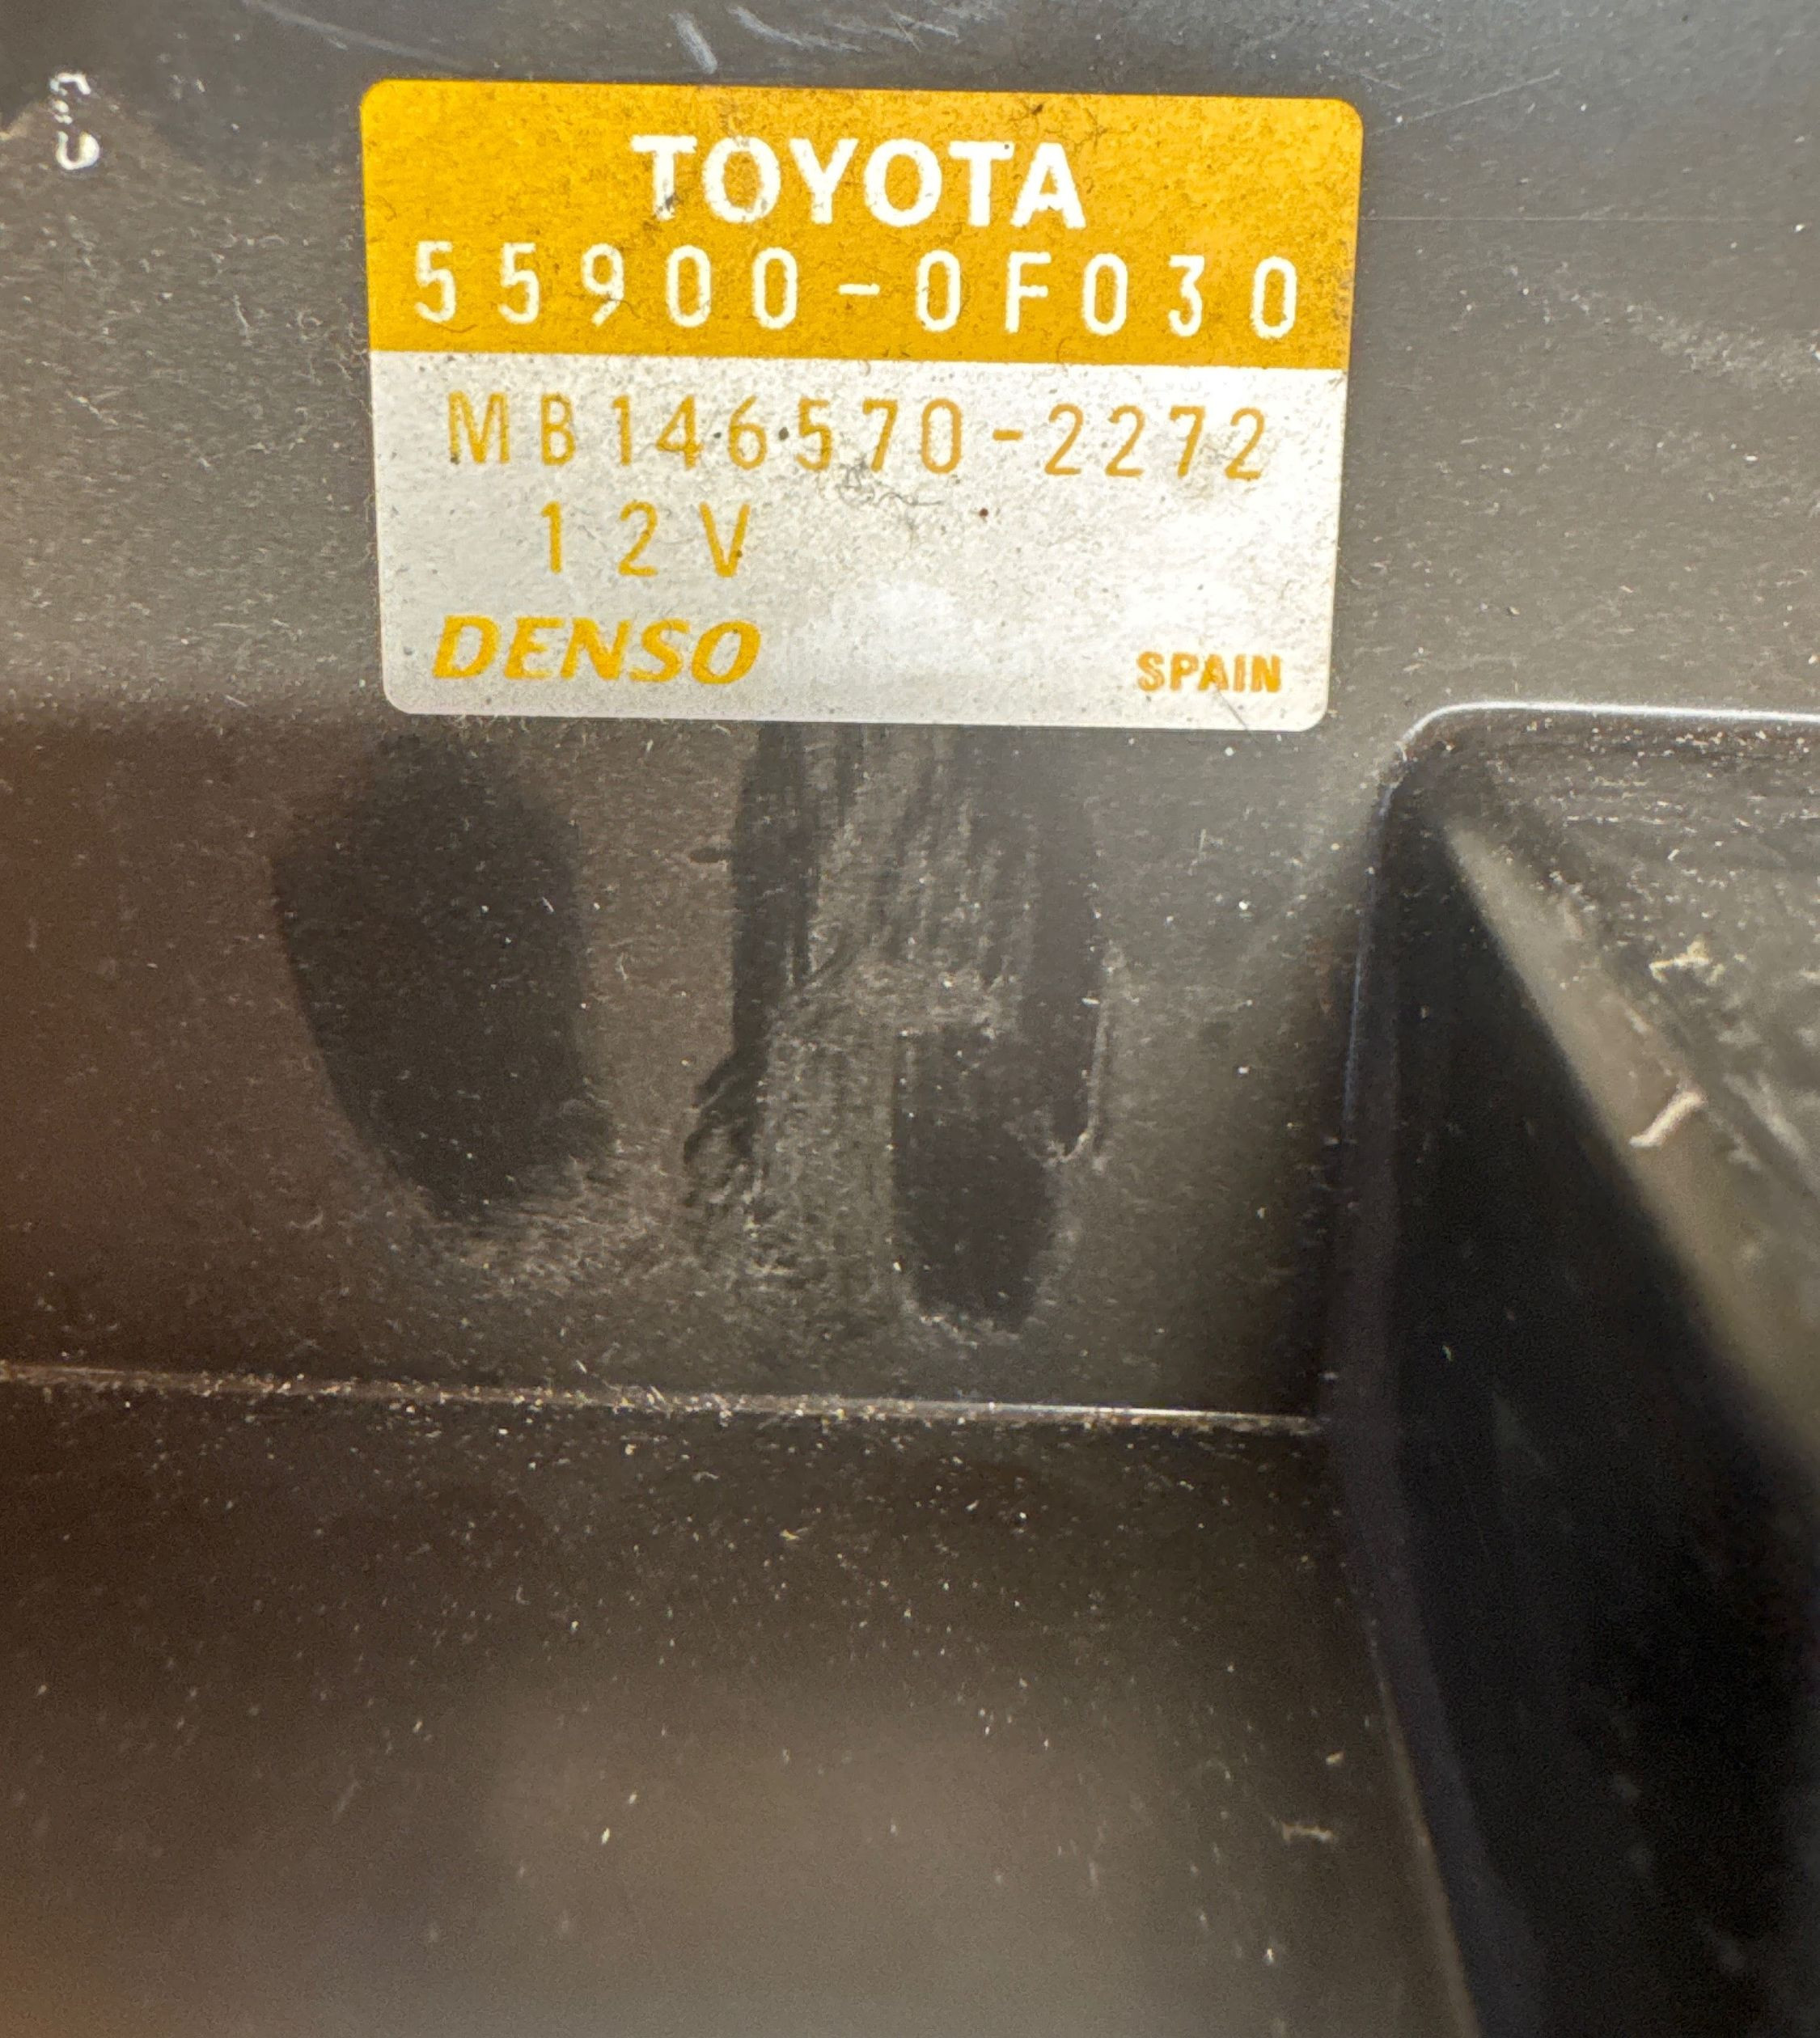 TOYOTA
55900-0F030
MB146570-2272
12V
DENSO
SPAIN